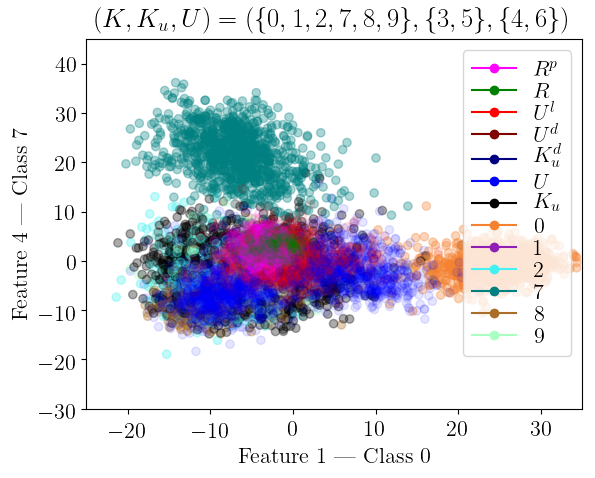 (K, K_u, U) = ({0, 1, 2, 7, 8, 9}, {3, 5}, {4, 6})
40
30
20
10
0
−10
−20
−30
Feature 4 — Class 7
R^p
R
U^l
U^d
K_u^d
U
K_u
0
1
2
7
8
9
−20
−10
0
10
20
30
Feature 1 — Class 0